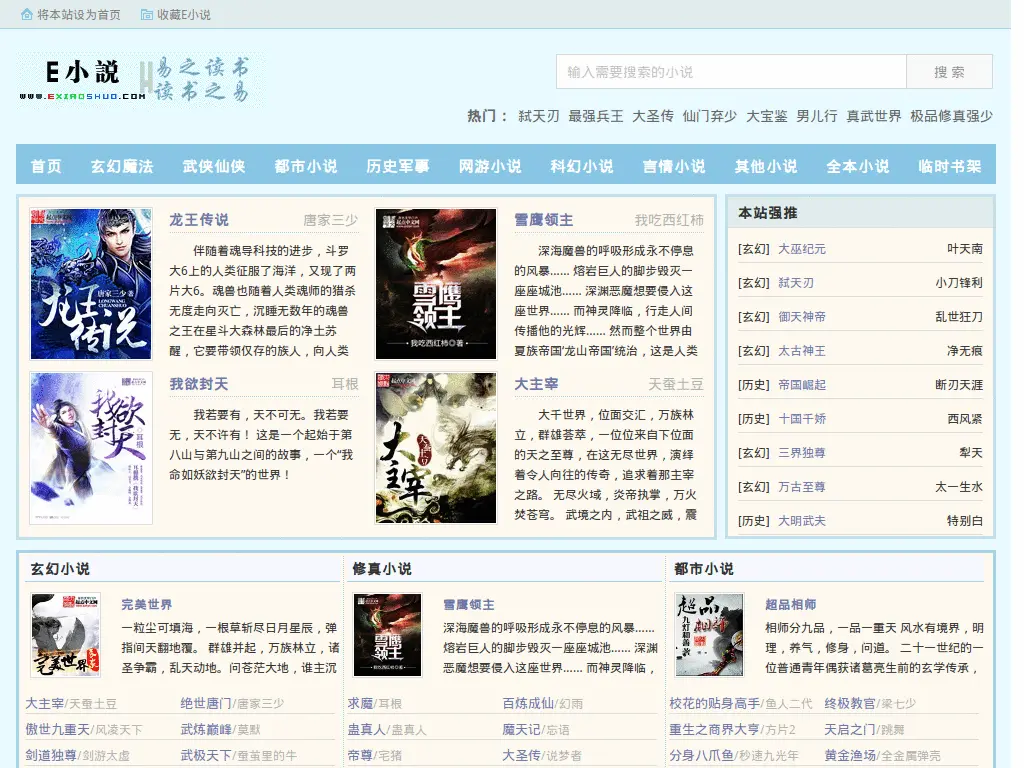 将本站设为首页 收藏E小说
E小説 易之读书
读书之易
WWW.EXIAOSHUO.COM
输入需要搜索的小说 搜 索
热门： 弑天刃 最强兵王 大圣传 仙门弃少 大宝鉴 男儿行 真武世界 极品修真强少
首页 玄幻魔法 武侠仙侠 都市小说 历史军事 网游小说 科幻小说 言情小说 其他小说 全本小说 临时书架
龙王传说 唐家三少
伴随着魂导科技的进步，斗罗
大6上的人类征服了海洋，又现了两
片大6。魂兽也随着人类魂师的猎杀
无度走向灭亡，沉睡无数年的魂兽
之王在星斗大森林最后的净土苏
醒，它要带领仅存的族人，向人类
雪鹰领主 我吃西红柿
深海魔兽的呼吸形成永不停息
的风暴…… 熔岩巨人的脚步毁灭一
座座城池…… 深渊恶魔想要侵入这
座世界…… 而神灵降临，行走人间
传播他的光辉…… 然而整个世界由
夏族帝国‘龙山帝国’统治，这是人类
我欲封天 耳根
我若要有，天不可无。我若要
无，天不许有！ 这是一个起始于第
八山与第九山之间的故事，一个“我
命如妖欲封天”的世界！
大主宰 天蚕土豆
大千世界，位面交汇，万族林
立，群雄荟萃，一位位来自下位面
的天之至尊，在这无尽世界，演绎
着令人向往的传奇，追求着那主宰
之路。 无尽火域，炎帝执掌，万火
焚苍穹。 武境之内，武祖之威，震
本站强推
[玄幻] 大巫纪元 叶天南
[玄幻] 弑天刃 小刀锋利
[玄幻] 御天神帝 乱世狂刀
[玄幻] 太古神王 净无痕
[历史] 帝国崛起 断刃天涯
[历史] 十国千娇 西风紧
[玄幻] 三界独尊 犁天
[玄幻] 万古至尊 太一生水
[历史] 大明武夫 特别白
玄幻小说
完美世界
一粒尘可填海，一根草斩尽日月星辰，弹
指间天翻地覆。 群雄并起，万族林立，诸
圣争霸，乱天动地。问苍茫大地，谁主沉
大主宰/天蚕土豆 绝世唐门/唐家三少
傲世九重天/风凌天下 武炼巅峰/莫默
剑道独尊/剑游太虚 武极天下/蚕茧里的牛
修真小说
雪鹰领主
深海魔兽的呼吸形成永不停息的风暴……
熔岩巨人的脚步毁灭一座座城池…… 深渊
恶魔想要侵入这座世界…… 而神灵降临，
求魔/耳根 百炼成仙/幻雨
蛊真人/蛊真人 魔天记/忘语
帝尊/宅猪 大圣传/说梦者
都市小说
超品相师
相师分九品，一品一重天 风水有境界，明
理，养气，修身，问道。 二十一世纪的一
位普通青年偶获诸葛亮生前的玄学传承，
校花的贴身高手/鱼人二代 终极教官/梁七少
重生之商界大亨/方片2 天启之门/跳舞
分身八爪鱼/秒速九光年 黄金渔场/全金属弹壳